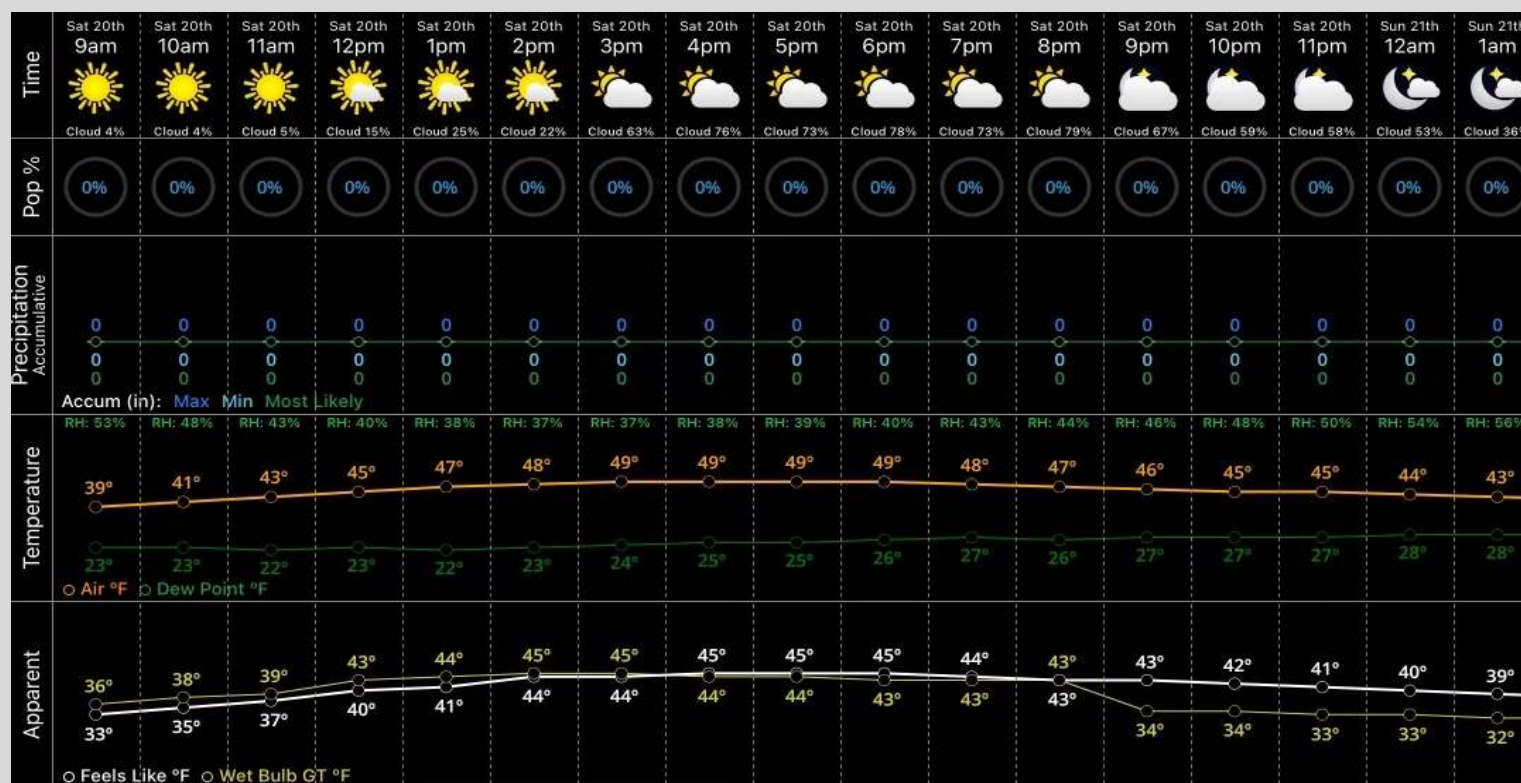 Time
Sat 20th Sat 20th Sat 20th Sat 20th Sat 20th Sat 20th Sat 20th Sat 20th Sat 20th Sat 20th Sat 20th Sat 20th Sat 20th Sat 20th Sat 20th Sun 21th Sun 21th
9am 10am 11am 12pm 1pm 2pm 3pm 4pm 5pm 6pm 7pm 8pm 9pm 10pm 11pm 12am 1am
Cloud 4% Cloud 4% Cloud 5% Cloud 15% Cloud 25% Cloud 22% Cloud 63% Cloud 76% Cloud 73% Cloud 78% Cloud 73% Cloud 79% Cloud 67% Cloud 59% Cloud 58% Cloud 53% Cloud 36%
Pop %
0% 0% 0% 0% 0% 0% 0% 0% 0% 0% 0% 0% 0% 0% 0% 0% 0%
Precipitation
Accumulative
0 0 0 0 0 0 0 0 0 0 0 0 0 0 0 0 0
0 0 0 0 0 0 0 0 0 0 0 0 0 0 0 0 0
0 0 0 0 0 0 0 0 0 0 0 0 0 0 0 0 0
Accum (in): Max Min Most Likely
Temperature
RH: 53% RH: 48% RH: 43% RH: 40% RH: 38% RH: 37% RH: 37% RH: 38% RH: 39% RH: 40% RH: 43% RH: 44% RH: 46% RH: 48% RH: 50% RH: 54% RH: 56%
39° 41° 43° 45° 47° 48° 49° 49° 49° 49° 48° 47° 46° 45° 45° 44° 43°
23° 23° 22° 23° 22° 23° 24° 25° 25° 26° 27° 26° 27° 27° 27° 28° 28°
Air °F Dew Point °F
Apparent
36° 38° 39° 43° 44° 45° 45° 45° 45° 45° 44° 43° 43° 42° 41° 40° 39°
33° 35° 37° 40° 41° 44° 44° 44° 44° 43° 43° 43° 34° 34° 33° 33° 32°
Feels Like °F Wet Bulb GT °F